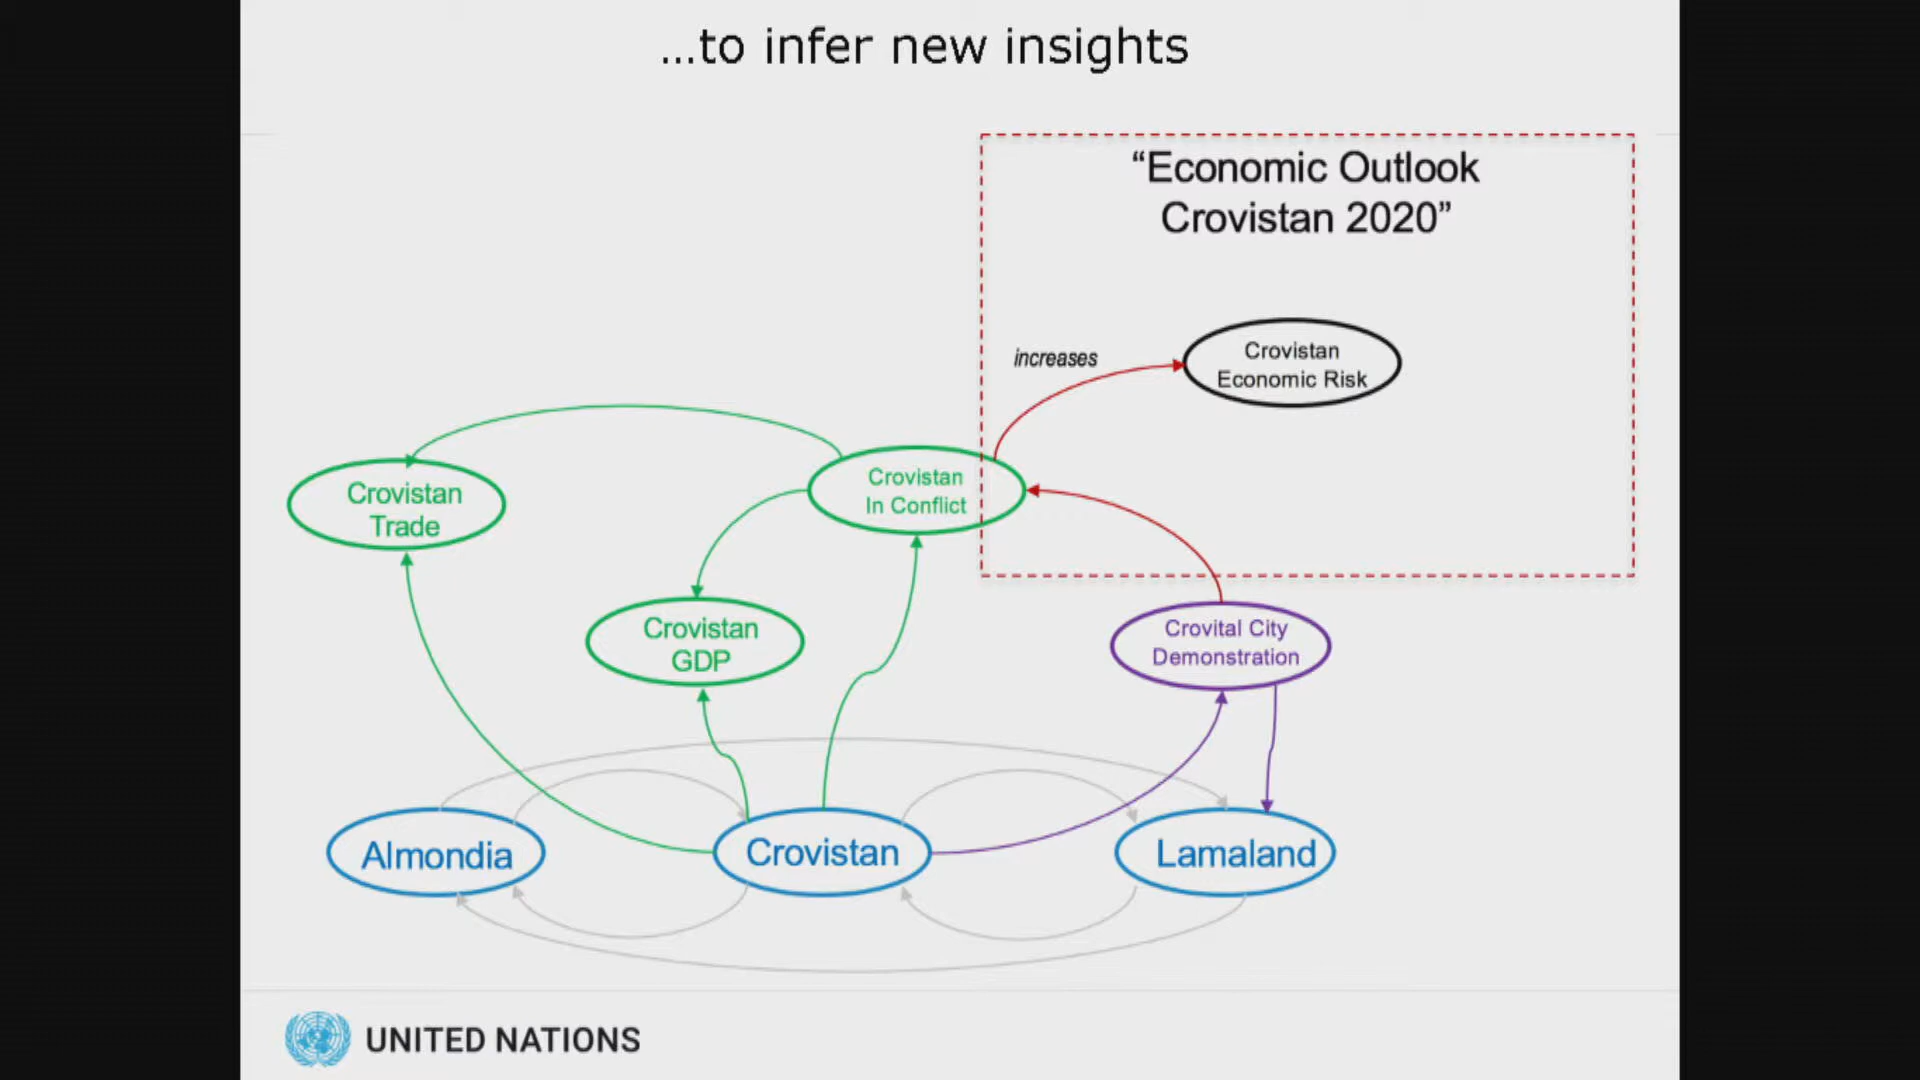 ...to infer new insights
“Economic Outlook
Crovistan 2020”
increases
Crovistan
Economic Risk
Crovistan
Trade
Crovistan
In Conflict
Crovistan
GDP
Crovital City
Demonstration
Almondia
Crovistan
Lamaland
UNITED NATIONS